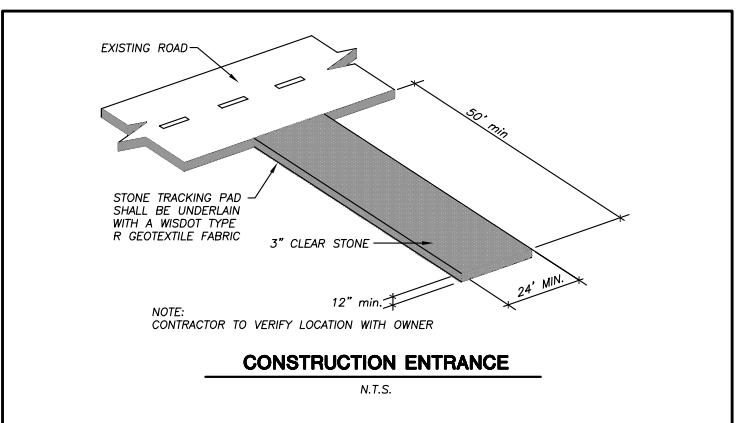 EXISTING ROAD
50' min
STONE TRACKING PAD
SHALL BE UNDERLAIN
WITH A WISDOT TYPE
R GEOTEXTILE FABRIC
3" CLEAR STONE
24' MIN.
12" min.
NOTE:
CONTRACTOR TO VERIFY LOCATION WITH OWNER
CONSTRUCTION ENTRANCE
N.T.S.